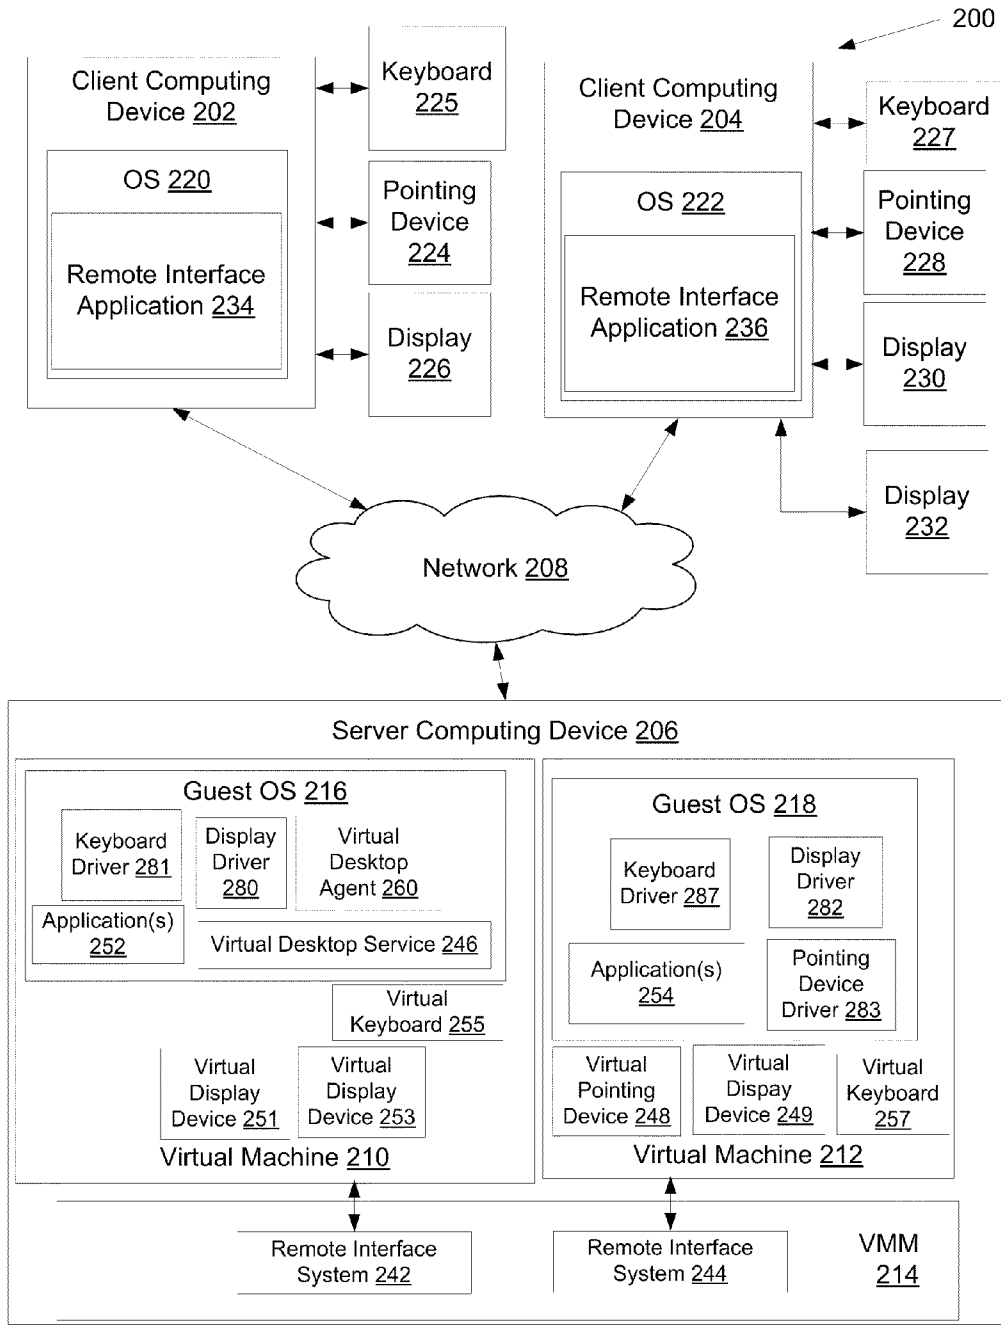 200
Client Computing
Device 202
OS 220
Remote Interface
Application 234
Keyboard
225
Pointing
Device
224
Display
226
Client Computing
Device 204
OS 222
Remote Interface
Application 236
Keyboard
227
Pointing
Device
228
Display
230
Display
232
Network 208
Server Computing Device 206
Guest OS 216
Keyboard
Driver 281
Display
Driver
280
Virtual
Desktop
Agent 260
Application(s)
252
Virtual Desktop Service 246
Virtual
Keyboard 255
Virtual
Display
Device 251
Virtual
Display
Device 253
Virtual Machine 210
Guest OS 218
Keyboard
Driver 287
Display
Driver
282
Application(s)
254
Pointing
Device
Driver 283
Virtual
Pointing
Device 248
Virtual
Dispay
Device 249
Virtual
Keyboard
257
Virtual Machine 212
Remote Interface
System 242
Remote Interface
System 244
VMM
214